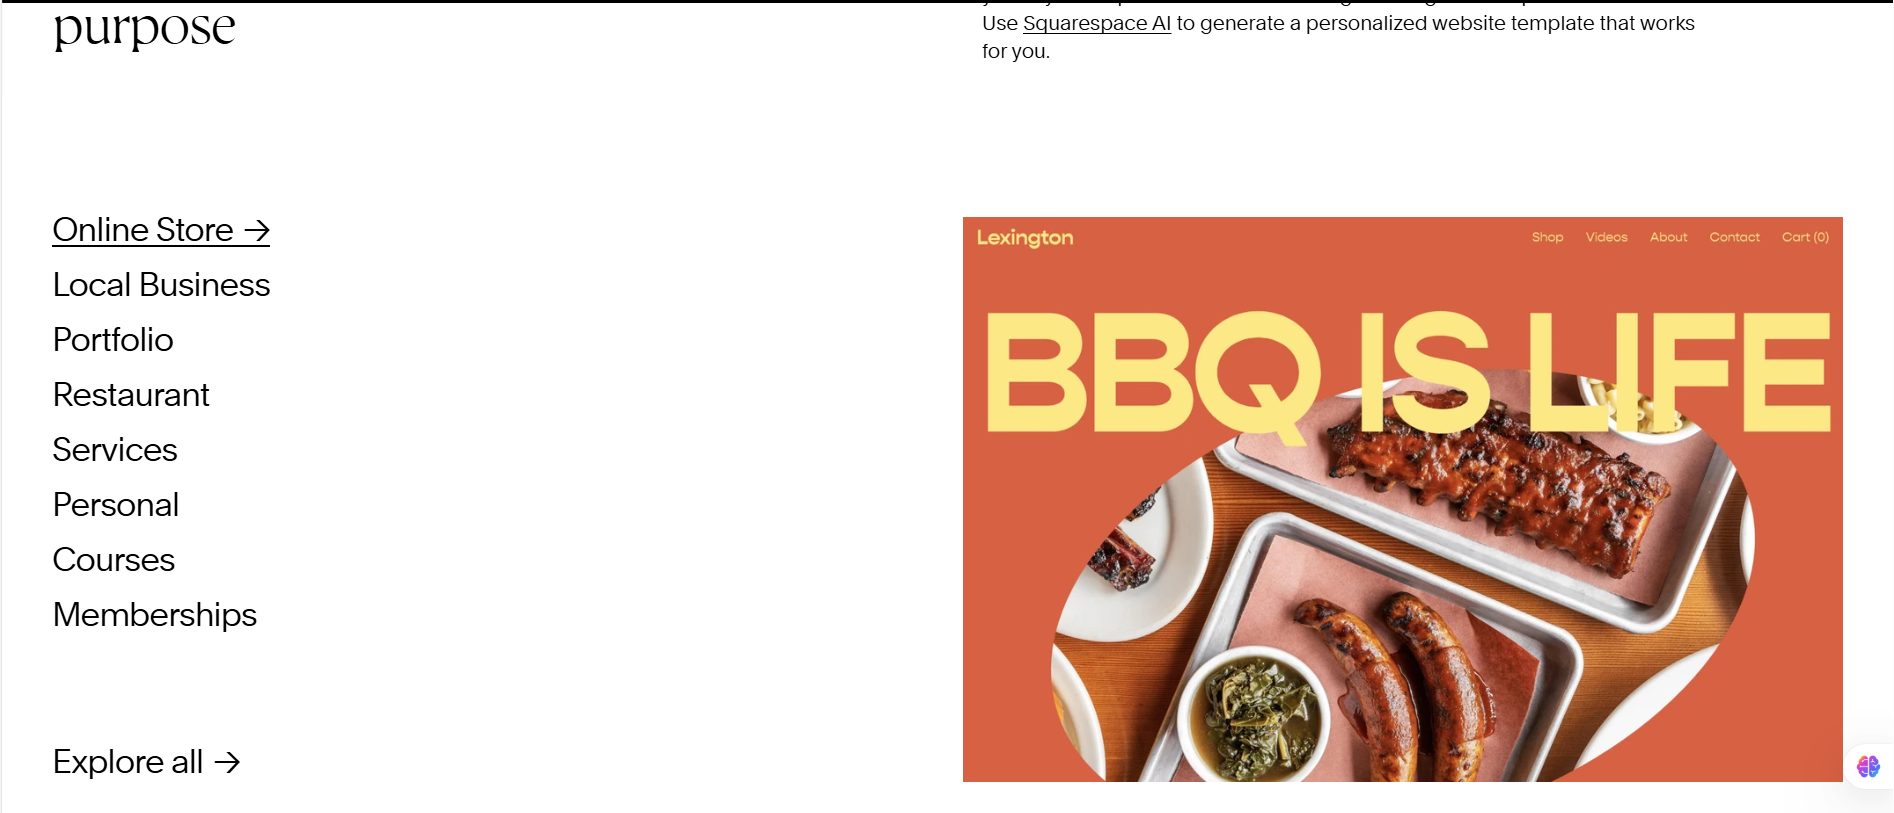 purpose
Use Squarespace AI to generate a personalized website template that works
for you.
Online Store →
Local Business
Portfolio
Restaurant
Services
Personal
Courses
Memberships
Explore all →
Lexington
Shop Videos About Contact Cart (0)
BBQ IS LIFE